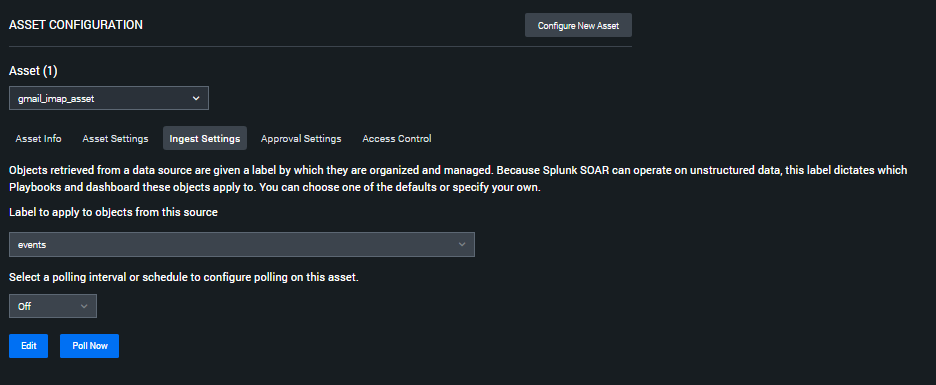 ASSET CONFIGURATION
Configure New Asset
Asset (1)
gmail_imap_asset
Asset Info Asset Settings Ingest Settings Approval Settings Access Control
Objects retrieved from a data source are given a label by which they are organized and managed. Because Splunk SOAR can operate on unstructured data, this label dictates which
Playbooks and dashboard these objects apply to. You can choose one of the defaults or specify your own.
Label to apply to objects from this source
events
Select a polling interval or schedule to configure polling on this asset.
Off
Edit Poll Now